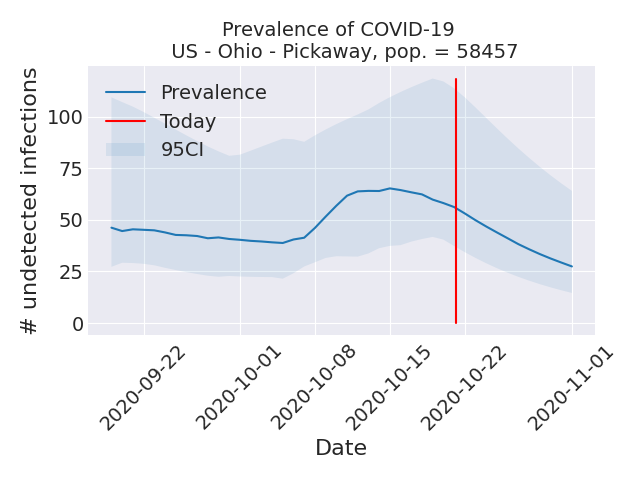 Prevalence of COVID-19
US - Ohio - Pickaway, pop. = 58457
# undetected infections
100
75
50
25
0
Prevalence
Today
95CI
2020-09-22
2020-10-01
2020-10-08
2020-10-15
2020-10-22
2020-11-01
Date